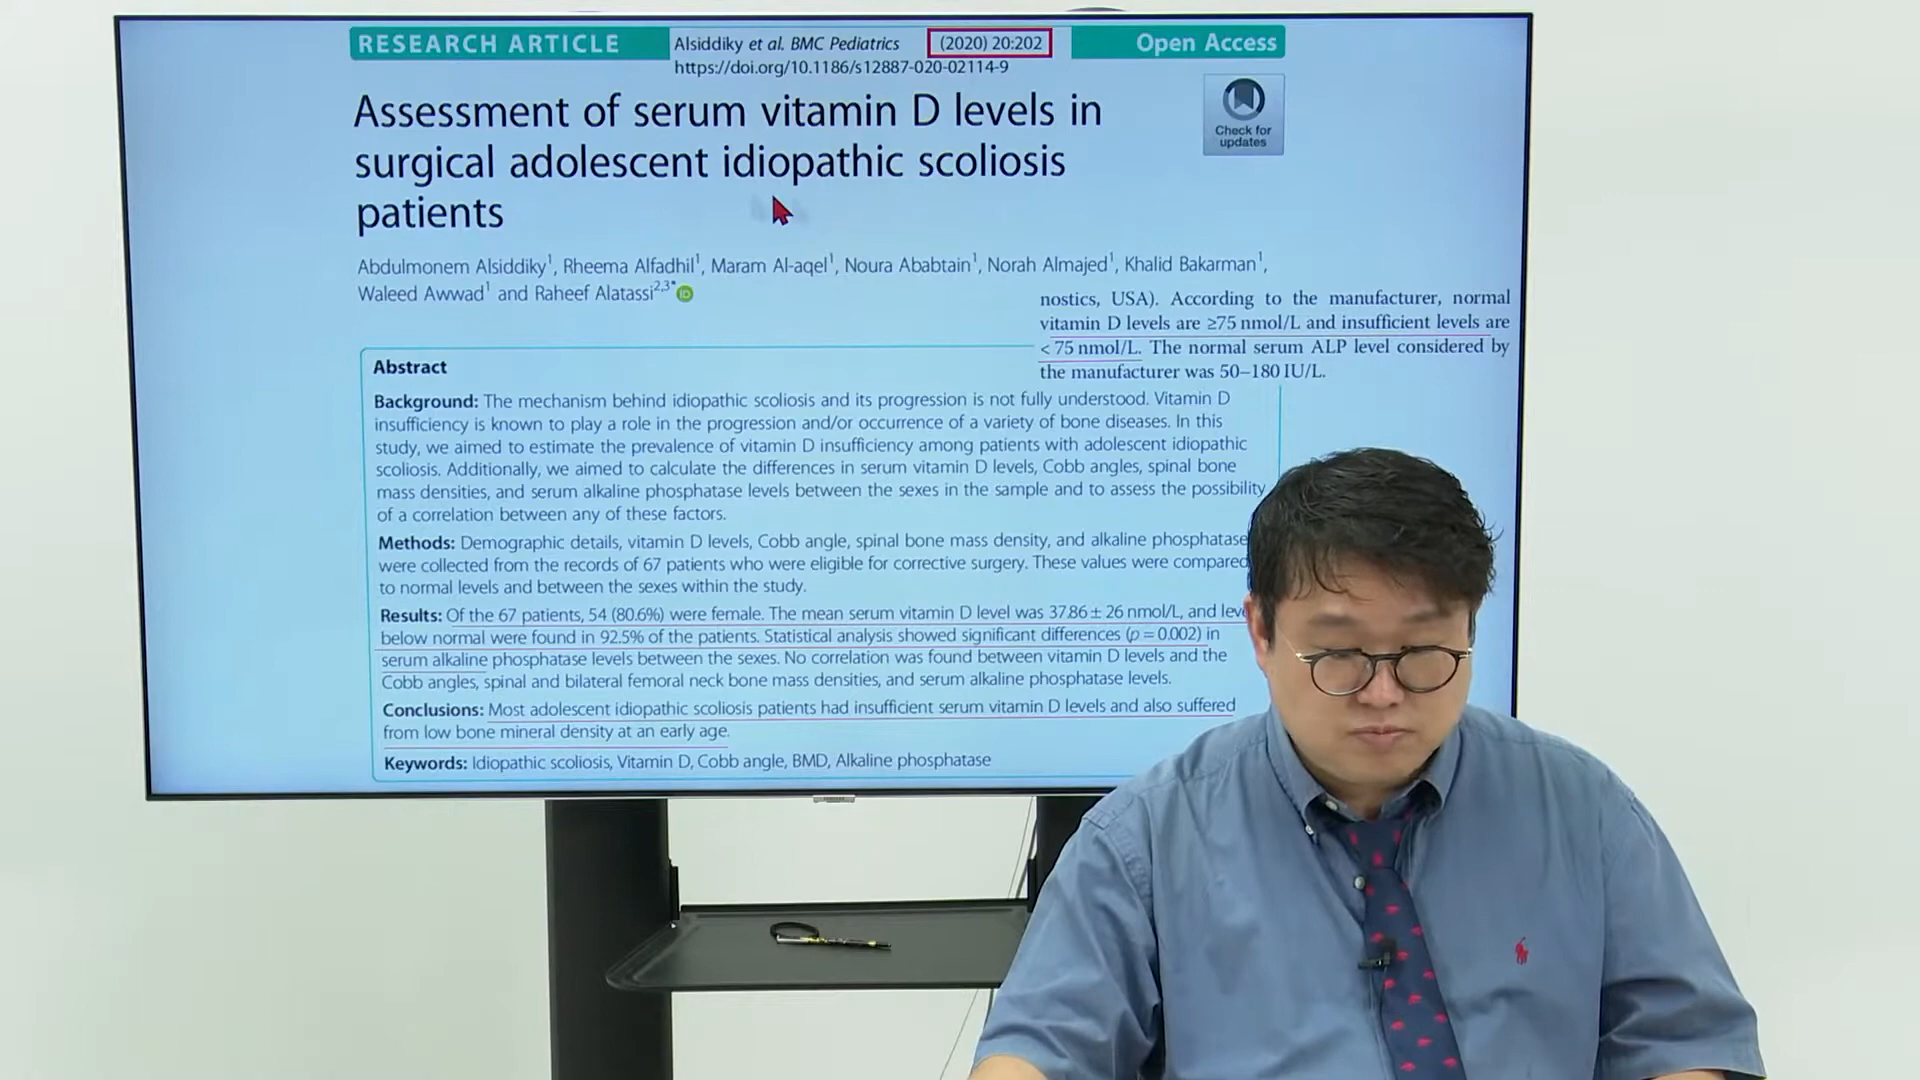 RESEARCH ARTICLE
Alsiddiky et al. BMC Pediatrics (2020) 20:202
https://doi.org/10.1186/s12887-020-02114-9
Open Access
Assessment of serum vitamin D levels in
surgical adolescent idiopathic scoliosis
patients
Check for
updates
Abdulmonem Alsiddiky1, Rheema Alfadhil1, Maram Al-aqel1, Noura Ababtain1, Norah Almajed1, Khalid Bakarman1,
Waleed Awwad1 and Raheef Alatassi2,3*
nostics, USA). According to the manufacturer, normal
vitamin D levels are ≥75 nmol/L and insufficient levels are
< 75 nmol/L. The normal serum ALP level considered by
the manufacturer was 50–180 IU/L.
Abstract
Background: The mechanism behind idiopathic scoliosis and its progression is not fully understood. Vitamin D
insufficiency is known to play a role in the progression and/or occurrence of a variety of bone diseases. In this
study, we aimed to estimate the prevalence of vitamin D insufficiency among patients with adolescent idiopathic
scoliosis. Additionally, we aimed to calculate the differences in serum vitamin D levels, Cobb angles, spinal bone
mass densities, and serum alkaline phosphatase levels between the sexes in the sample and to assess the possibility
of a correlation between any of these factors.
Methods: Demographic details, vitamin D levels, Cobb angle, spinal bone mass density, and alkaline phosphatase
were collected from the records of 67 patients who were eligible for corrective surgery. These values were compared
to normal levels and between the sexes within the study.
Results: Of the 67 patients, 54 (80.6%) were female. The mean serum vitamin D level was 37.86 ± 26 nmol/L, and
below normal were found in 92.5% of the patients. Statistical analysis showed significant differences (p = 0.002) in
serum alkaline phosphatase levels between the sexes. No correlation was found between vitamin D levels and the
Cobb angles, spinal and bilateral femoral neck bone mass densities, and serum alkaline phosphatase levels.
Conclusions: Most adolescent idiopathic scoliosis patients had insufficient serum vitamin D levels and also suffered
from low bone mineral density at an early age.
Keywords: Idiopathic scoliosis, Vitamin D, Cobb angle, BMD, Alkaline phosphatase